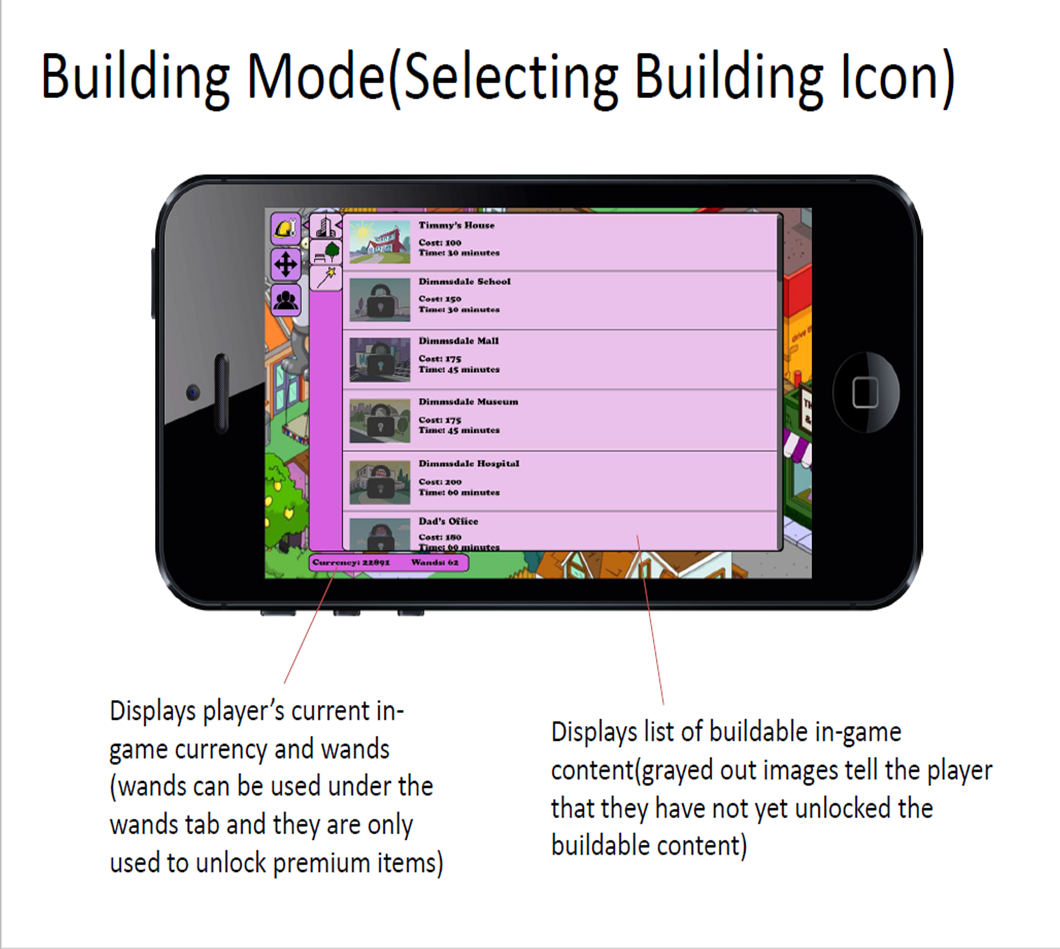 Building Mode(Selecting Building Icon)
Timmy's House
Cost: 100
Time: 30 minutes
Dimmsdale School
Cost: 150
Time: 30 minutes
Dimmsdale Mall
Cost: 175
Time: 45 minutes
Dimmsdale Museum
Cost: 175
Time: 45 minutes
Dimmsdale Hospital
Cost: 200
Time: 60 minutes
Dad's Office
Cost: 180
Time: 60 minutes
Currency: 22891 Wands: 62
drive th
TH
&
Displays player's current in-
game currency and wands
(wands can be used under the
wands tab and they are only
used to unlock premium items)
Displays list of buildable in-game
content(grayed out images tell the player
that they have not yet unlocked the
buildable content)